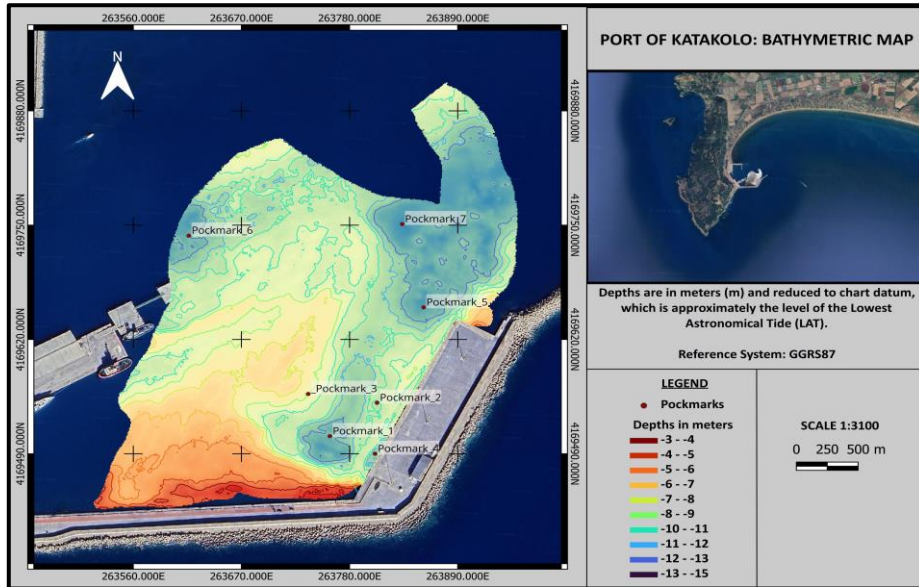 263560.000E 263670.000E 263780.000E 263890.000E
N
4169880.000N
4169750.000N
4169620.000N
4169490.000N
Pockmark_7
Pockmark_6
Pockmark_5
Pockmark_3
Pockmark_2
Pockmark_1
Pockmark_4
4169880.000N
4169750.000N
4169620.000N
4169490.000N
263560.000E 263670.000E 263780.000E 263890.000E
PORT OF KATAKOLO: BATHYMETRIC MAP
Depths are in meters (m) and reduced to chart datum,
which is approximately the level of the Lowest
Astronomical Tide (LAT).
Reference System: GGRS87
LEGEND
Pockmarks
Depths in meters
-3 - -4
-4 - -5
-5 - -6
-6 - -7
-7 - -8
-8 - -9
-10 - -11
-11 - -12
-12 - -13
-13 - -15
SCALE 1:3100
0 250 500 m